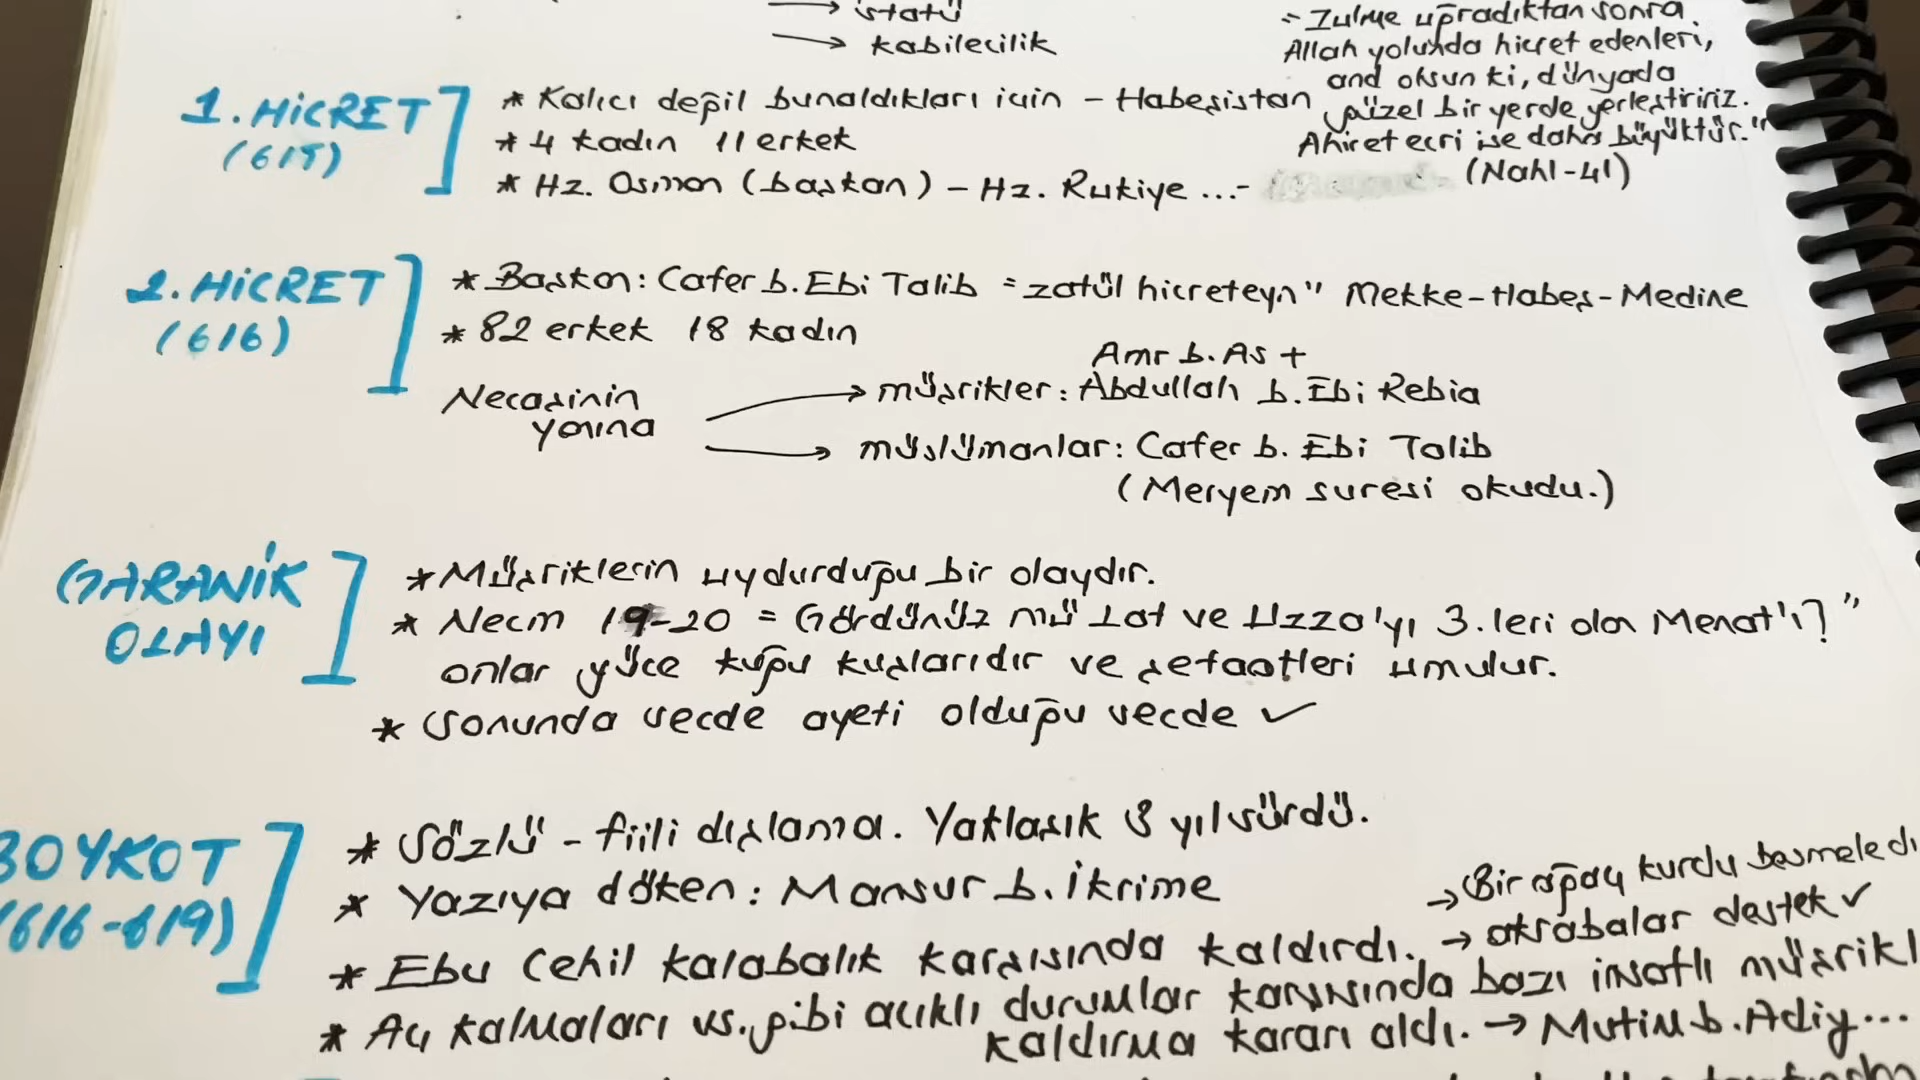 → statü
→ kabilecilik
"Zulme uğradıktan sonra
Allah yolunda hicret edenleri,
and olsun ki, dünyada
güzel bir yerde yerleştiririz.
Ahiret ecri ise daha büyüktür."
(Nahl-41)
1. HİCRET
(615)
* Kalıcı değil bunaldıkları için - Habeşistan
* 4 kadın 11 erkek
* Hz. Osman (başkan) - Hz. Rukiye ...-
2. HİCRET
(616)
* Başkan: Cafer b. Ebi Talib "zatül hicreteyn" Mekke-Habeş-Medine
* 82 erkek 18 kadın
Necaşinin
yanına
Amr b. As +
→ müşrikler: Abdullah b. Ebi Rebia
→ müslümanlar: Cafer b. Ebi Talib
(Meryem suresi okudu.)
GARANİK
OLAYI
* Müşriklerin uydurduğu bir olaydır.
* Necm 19-20 = Gördünüz mü Lat ve Uzza'yı 3.leri olan Menat'ı?"
onlar yüce kuğu kuşlarıdır ve şefaatleri umulur.
* Sonunda secde ayeti olduğu secde ✓
BOYKOT
(616-619)
* Sözlü - fiili dışlama. Yaklaşık 3 yıl sürdü.
* Yazıya döken: Mansur b. İkrime
* Ebu Cehil kalabalık karşısında kaldırdı.
→ Bir ağaç kurdu besmeledı
→ akrabalar destek ✓
* Aç kalmaları vs. gibi acıklı durumlar karşısında bazı insaflı müşrikl
kaldırma kararı aldı. → Mutim b. Adiy...